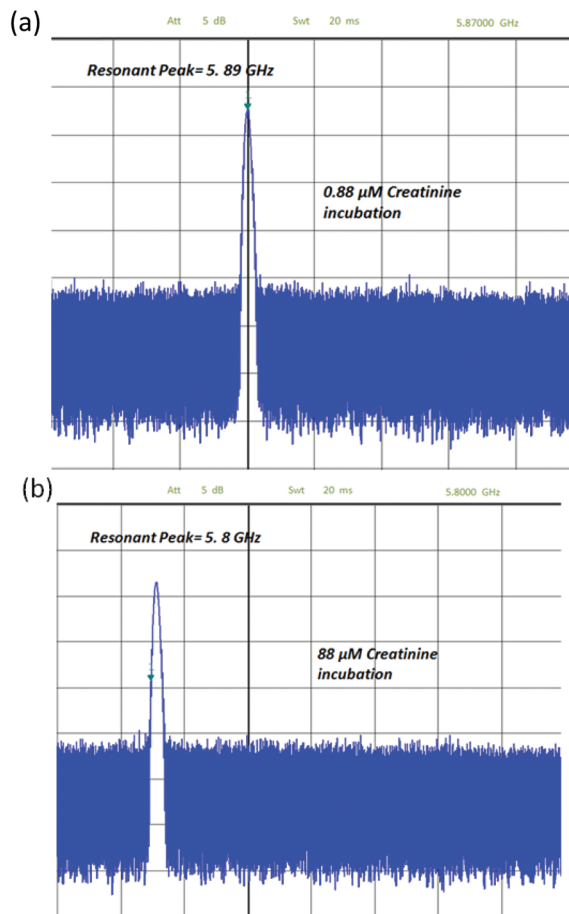 (a)
Att 5 dB Swt 20 ms 5.87000 GHz
Resonant Peak= 5. 89 GHz
0.88 µM Creatinine
incubation
(b)
Att 5 dB Swt 20 ms 5.8000 GHz
Resonant Peak= 5. 8 GHz
88 µM Creatinine
incubation